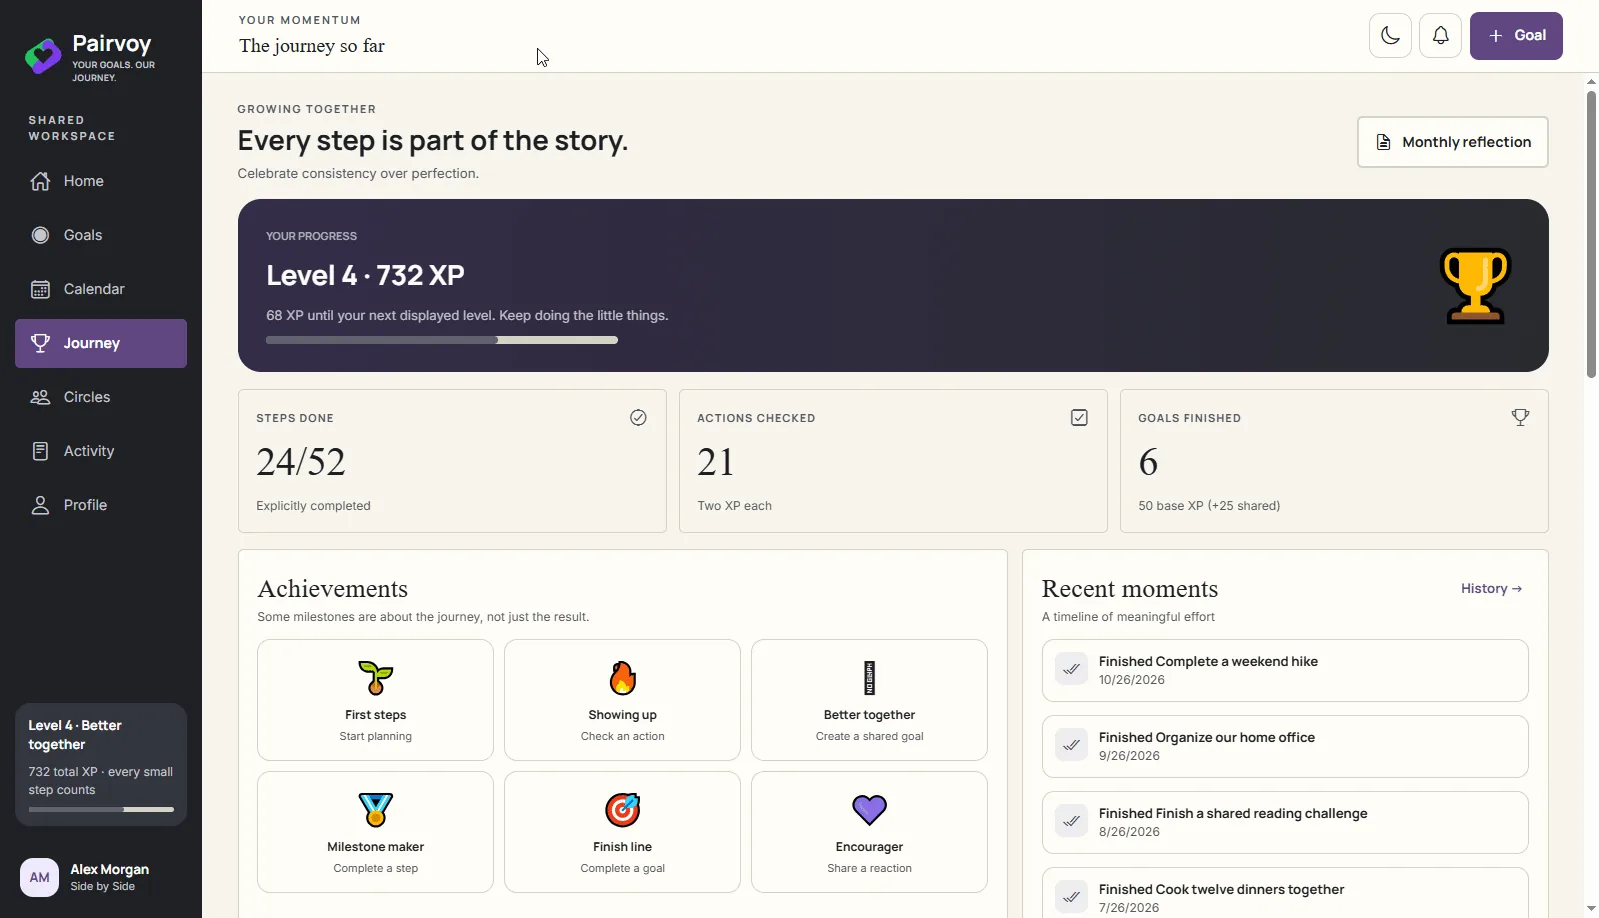 Pairvoy
YOUR GOALS. OUR
JOURNEY.
SHARED
WORKSPACE
Home
Goals
Calendar
Journey
Circles
Activity
Profile
Level 4 · Better
together
732 total XP · every small
step counts
AM
Alex Morgan
Side by Side
YOUR MOMENTUM
The journey so far
Goal
GROWING TOGETHER
Every step is part of the story.
Celebrate consistency over perfection.
Monthly reflection
YOUR PROGRESS
Level 4 · 732 XP
68 XP until your next displayed level. Keep doing the little things.
STEPS DONE
24/52
Explicitly completed
ACTIONS CHECKED
21
Two XP each
GOALS FINISHED
6
50 base XP (+25 shared)
Achievements
Some milestones are about the journey, not just the result.
First steps
Start planning
Showing up
Check an action
NO GLYPH
Better together
Create a shared goal
Milestone maker
Complete a step
Finish line
Complete a goal
Encourager
Share a reaction
Recent moments
History →
A timeline of meaningful effort
Finished Complete a weekend hike
10/26/2026
Finished Organize our home office
9/26/2026
Finished Finish a shared reading challenge
8/26/2026
Finished Cook twelve dinners together
7/26/2026